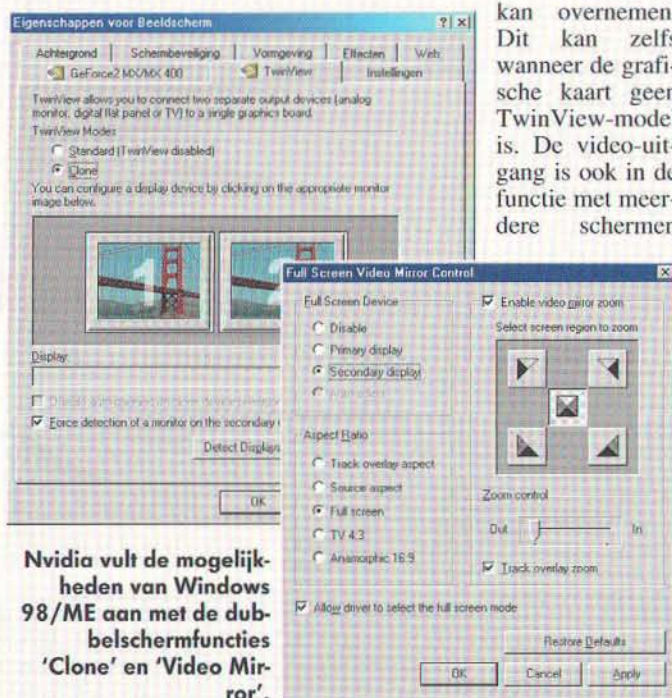 kan overnemen
Dit kan zelfs
wanneer de grafi-
sche kaart geen
TwinView-model
is. De video-uit-
gang is ook in de
functie met meer-
dere schermen
Eigenschappen voor Beeldscherm
Achtergrond Schermbeveiliging Vormgeving Effecten Web
GeForce2 MX/MX 400 TwinView Instellingen
TwinView allows you to connect two separate output devices (analog
monitor, digital flat panel or TV) to a single graphics board.
TwinView Modes
Standard (TwinView disabled)
Clone
You can configure a display device by clicking on the appropriate monitor
image below.
1 2
Display
Force detection of a monitor on the secondary
Detect Displays
OK
Full Screen Video Mirror Control
Full Screen Device
Disable
Primary display
Secondary display
Aspect Ratio
Track overlay aspect
Source aspect
Full screen
TV 4:3
Anamorphic 16:9
Enable video mirror zoom
Select screen region to zoom
Zoom control
Out In
Track overlay zoom
Allow driver to select the full screen mode
Restore Defaults
OK Cancel Apply
Nvidia vult de mogelijk-
heden van Windows
98/ME aan met de dub-
belschermfuncties
'Clone' en 'Video Mir-
ror'.